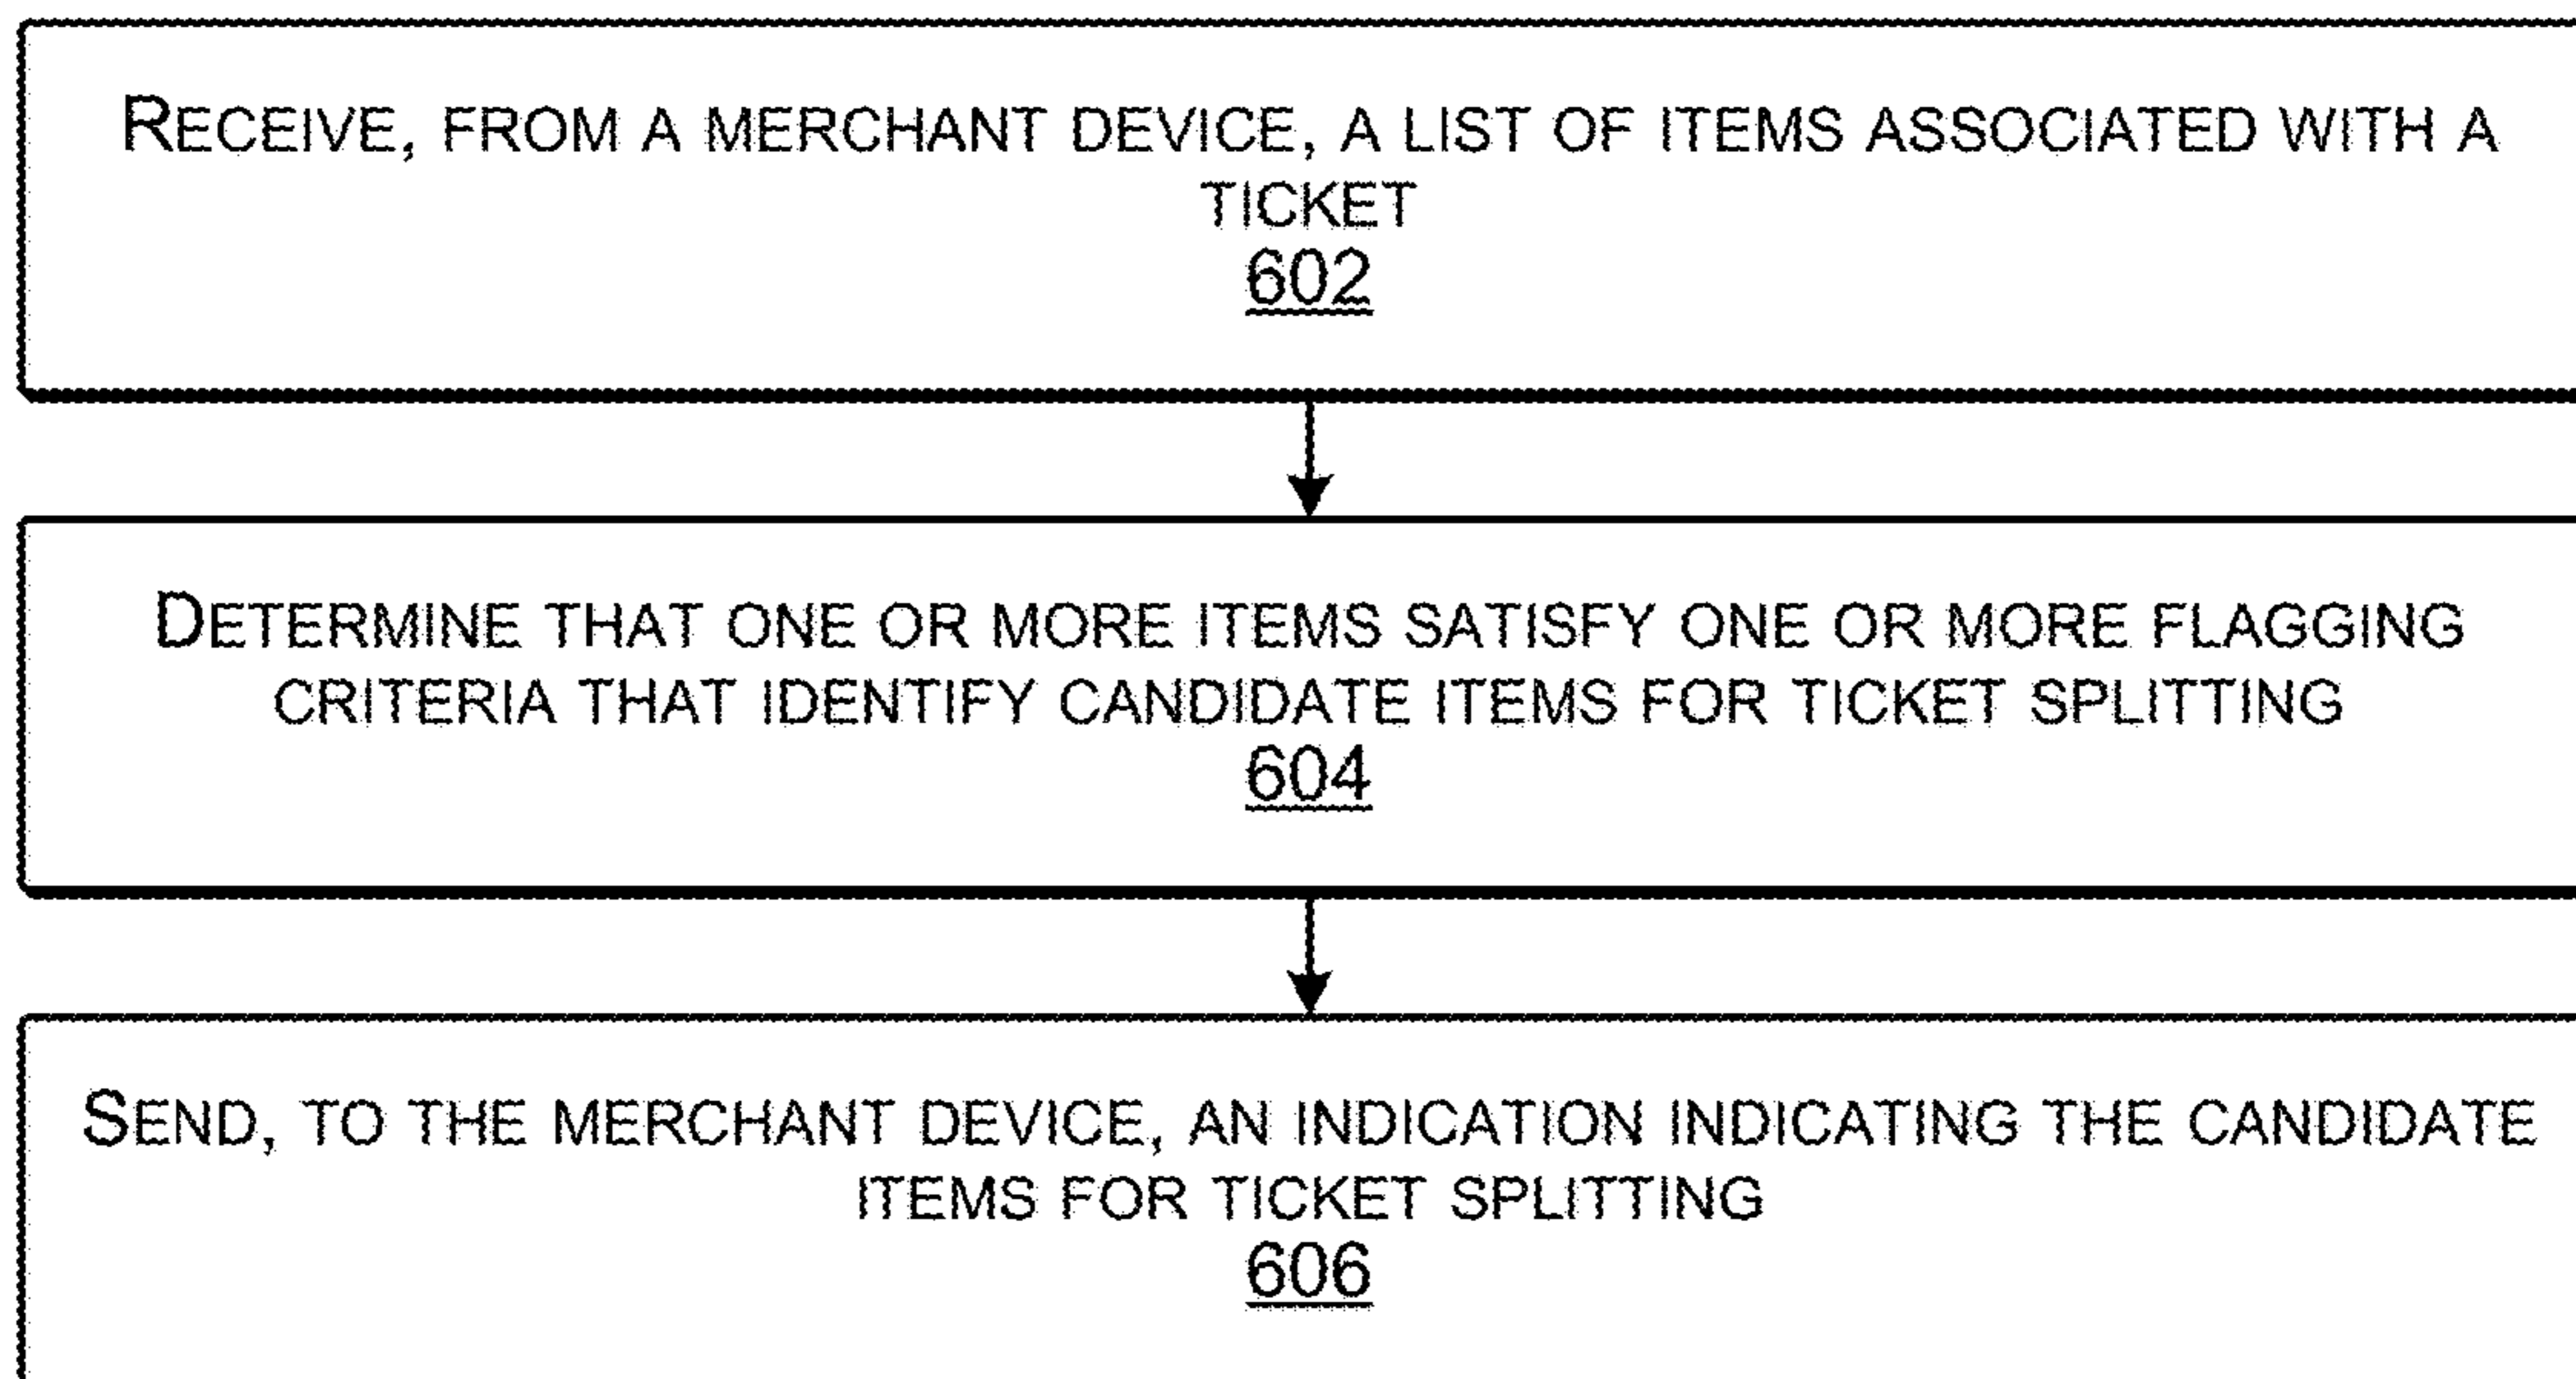 RECEIVE, FROM A MERCHANT DEVICE, A LIST OF ITEMS ASSOCIATED WITH A
TICKET
602
DETERMINE THAT ONE OR MORE ITEMS SATISFY ONE OR MORE FLAGGING
CRITERIA THAT IDENTIFY CANDIDATE ITEMS FOR TICKET SPLITTING
604
SEND, TO THE MERCHANT DEVICE, AN INDICATION INDICATING THE CANDIDATE
ITEMS FOR TICKET SPLITTING
606